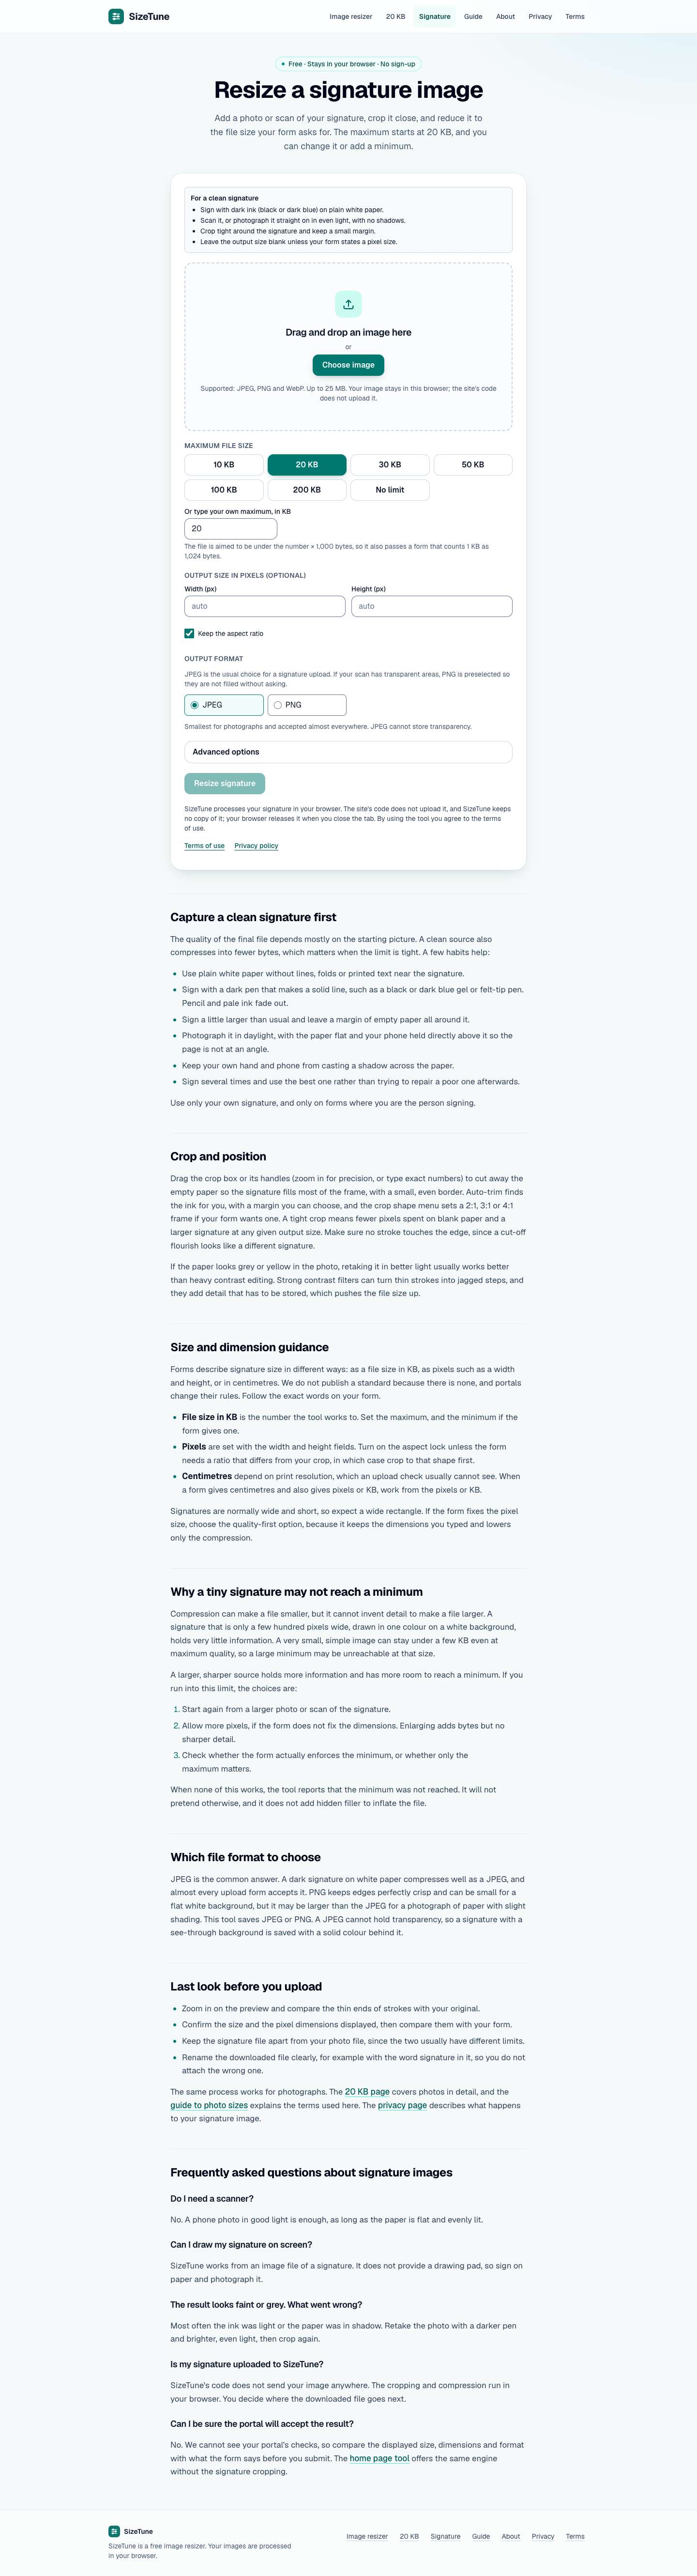 SizeTune
Image resizer
20 KB
Signature
Guide
About
Privacy
Terms
Free · Stays in your browser · No sign-up
Resize a signature image
Add a photo or scan of your signature, crop it close, and reduce it to
the file size your form asks for. The maximum starts at 20 KB, and you
can change it or add a minimum.
For a clean signature
Sign with dark ink (black or dark blue) on plain white paper.
Scan it, or photograph it straight on in even light, with no shadows.
Crop tight around the signature and keep a small margin.
Leave the output size blank unless your form states a pixel size.
Drag and drop an image here
or
Choose image
Supported: JPEG, PNG and WebP. Up to 25 MB. Your image stays in this browser; the site's code
does not upload it.
MAXIMUM FILE SIZE
10 KB
20 KB
30 KB
50 KB
100 KB
200 KB
No limit
Or type your own maximum, in KB
20
The file is aimed to be under the number × 1,000 bytes, so it also passes a form that counts 1 KB as
1,024 bytes.
OUTPUT SIZE IN PIXELS (OPTIONAL)
Width (px)
Height (px)
auto
auto
Keep the aspect ratio
OUTPUT FORMAT
JPEG is the usual choice for a signature upload. If your scan has transparent areas, PNG is preselected so
they are not filled without asking.
JPEG
PNG
Smallest for photographs and accepted almost everywhere. JPEG cannot store transparency.
Advanced options
Resize signature
SizeTune processes your signature in your browser. The site's code does not upload it, and SizeTune keeps
no copy of it; your browser releases it when you close the tab. By using the tool you agree to the terms
of use.
Terms of use
Privacy policy
Capture a clean signature first
The quality of the final file depends mostly on the starting picture. A clean source also
compresses into fewer bytes, which matters when the limit is tight. A few habits help:
Use plain white paper without lines, folds or printed text near the signature.
Sign with a dark pen that makes a solid line, such as a black or dark blue gel or felt-tip pen.
Pencil and pale ink fade out.
Sign a little larger than usual and leave a margin of empty paper all around it.
Photograph it in daylight, with the paper flat and your phone held directly above it so the
page is not at an angle.
Keep your own hand and phone from casting a shadow across the paper.
Sign several times and use the best one rather than trying to repair a poor one afterwards.
Use only your own signature, and only on forms where you are the person signing.
Crop and position
Drag the crop box or its handles (zoom in for precision, or type exact numbers) to cut away the
empty paper so the signature fills most of the frame, with a small, even border. Auto-trim finds
the ink for you, with a margin you can choose, and the crop shape menu sets a 2:1, 3:1 or 4:1
frame if your form wants one. A tight crop means fewer pixels spent on blank paper and a
larger signature at any given output size. Make sure no stroke touches the edge, since a cut-off
flourish looks like a different signature.
If the paper looks grey or yellow in the photo, retaking it in better light usually works better
than heavy contrast editing. Strong contrast filters can turn thin strokes into jagged steps, and
they add detail that has to be stored, which pushes the file size up.
Size and dimension guidance
Forms describe signature size in different ways: as a file size in KB, as pixels such as a width
and height, or in centimetres. We do not publish a standard because there is none, and portals
change their rules. Follow the exact words on your form.
File size in KB is the number the tool works to. Set the maximum, and the minimum if the
form gives one.
Pixels are set with the width and height fields. Turn on the aspect lock unless the form
needs a ratio that differs from your crop, in which case crop to that shape first.
Centimetres depend on print resolution, which an upload check usually cannot see. When
a form gives centimetres and also gives pixels or KB, work from the pixels or KB.
Signatures are normally wide and short, so expect a wide rectangle. If the form fixes the pixel
size, choose the quality-first option, because it keeps the dimensions you typed and lowers
only the compression.
Why a tiny signature may not reach a minimum
Compression can make a file smaller, but it cannot invent detail to make a file larger. A
signature that is only a few hundred pixels wide, drawn in one colour on a white background,
holds very little information. A very small, simple image can stay under a few KB even at
maximum quality, so a large minimum may be unreachable at that size.
A larger, sharper source holds more information and has more room to reach a minimum. If you
run into this limit, the choices are:
1. Start again from a larger photo or scan of the signature.
2. Allow more pixels, if the form does not fix the dimensions. Enlarging adds bytes but no
sharper detail.
3. Check whether the form actually enforces the minimum, or whether only the
maximum matters.
When none of this works, the tool reports that the minimum was not reached. It will not
pretend otherwise, and it does not add hidden filler to inflate the file.
Which file format to choose
JPEG is the common answer. A dark signature on white paper compresses well as a JPEG, and
almost every upload form accepts it. PNG keeps edges perfectly crisp and can be small for a
flat white background, but it may be larger than the JPEG for a photograph of paper with slight
shading. This tool saves JPEG or PNG. A JPEG cannot hold transparency, so a signature with a
see-through background is saved with a solid colour behind it.
Last look before you upload
Zoom in on the preview and compare the thin ends of strokes with your original.
Confirm the size and the pixel dimensions displayed, then compare them with your form.
Keep the signature file apart from your photo file, since the two usually have different limits.
Rename the downloaded file clearly, for example with the word signature in it, so you do not
attach the wrong one.
The same process works for photographs. The 20 KB page covers photos in detail, and the
guide to photo sizes explains the terms used here. The privacy page describes what happens
to your signature image.
Frequently asked questions about signature images
Do I need a scanner?
No. A phone photo in good light is enough, as long as the paper is flat and evenly lit.
Can I draw my signature on screen?
SizeTune works from an image file of a signature. It does not provide a drawing pad, so sign on
paper and photograph it.
The result looks faint or grey. What went wrong?
Most often the ink was light or the paper was in shadow. Retake the photo with a darker pen
and brighter, even light, then crop again.
Is my signature uploaded to SizeTune?
SizeTune's code does not send your image anywhere. The cropping and compression run in
your browser. You decide where the downloaded file goes next.
Can I be sure the portal will accept the result?
No. We cannot see your portal's checks, so compare the displayed size, dimensions and format
with what the form says before you submit. The home page tool offers the same engine
without the signature cropping.
SizeTune
SizeTune is a free image resizer. Your images are processed
in your browser.
Image resizer
20 KB
Signature
Guide
About
Privacy
Terms